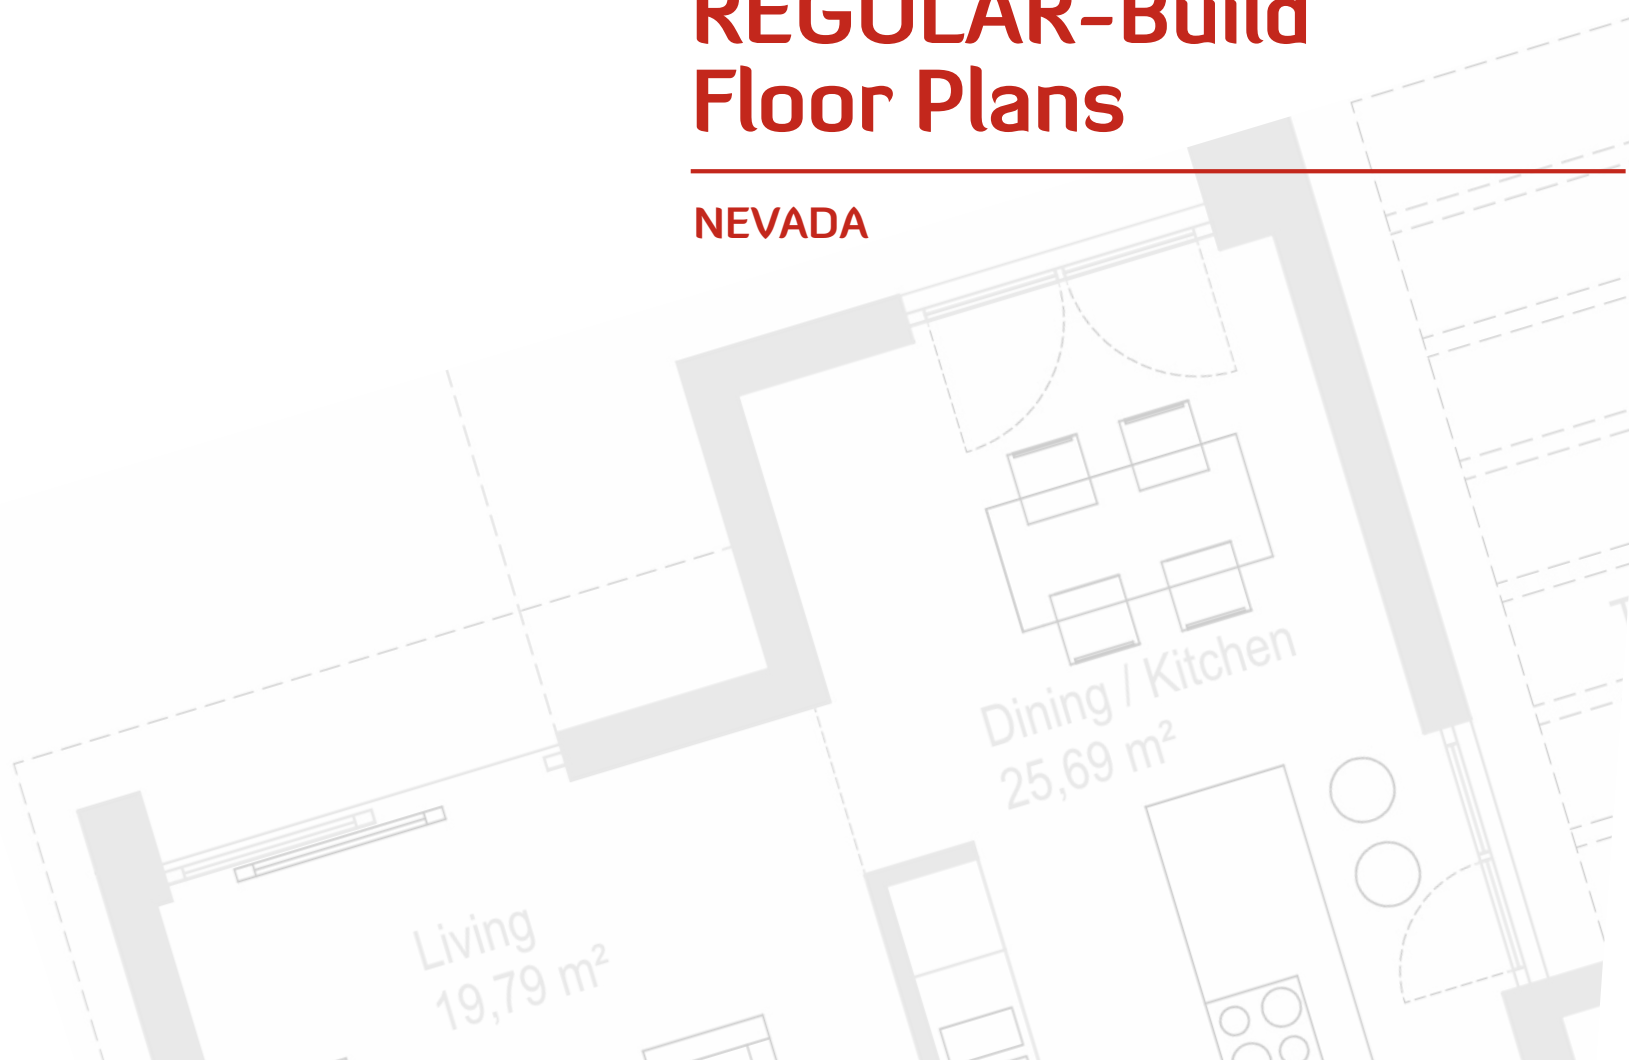 REGULAR-Build
Floor Plans
NEVADA
Dining / Kitchen
25,69 m²
Living
19,79 m²